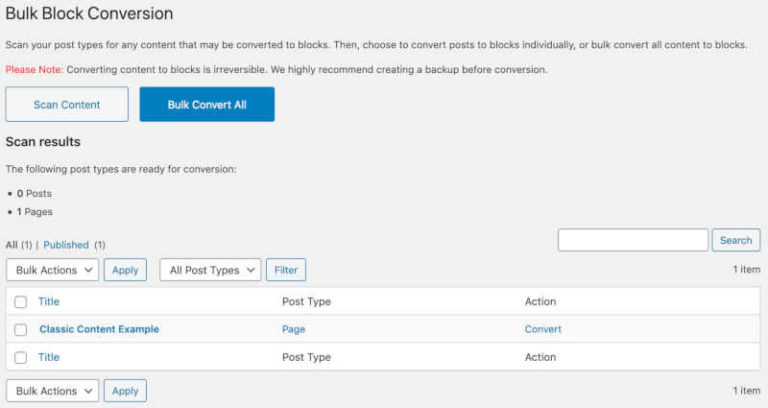 Bulk Block Conversion
Scan your post types for any content that may be converted to blocks. Then, choose to convert posts to blocks individually, or bulk convert all content to blocks.
Please Note: Converting content to blocks is irreversible. We highly recommend creating a backup before conversion.
Scan Content Bulk Convert All
Scan results
The following post types are ready for conversion:
• 0 Posts
• 1 Pages
All (1) | Published (1) Search
Bulk Actions Apply All Post Types Filter 1 item
Title Post Type Action
Classic Content Example Page Convert
Title Post Type Action
Bulk Actions Apply 1 item